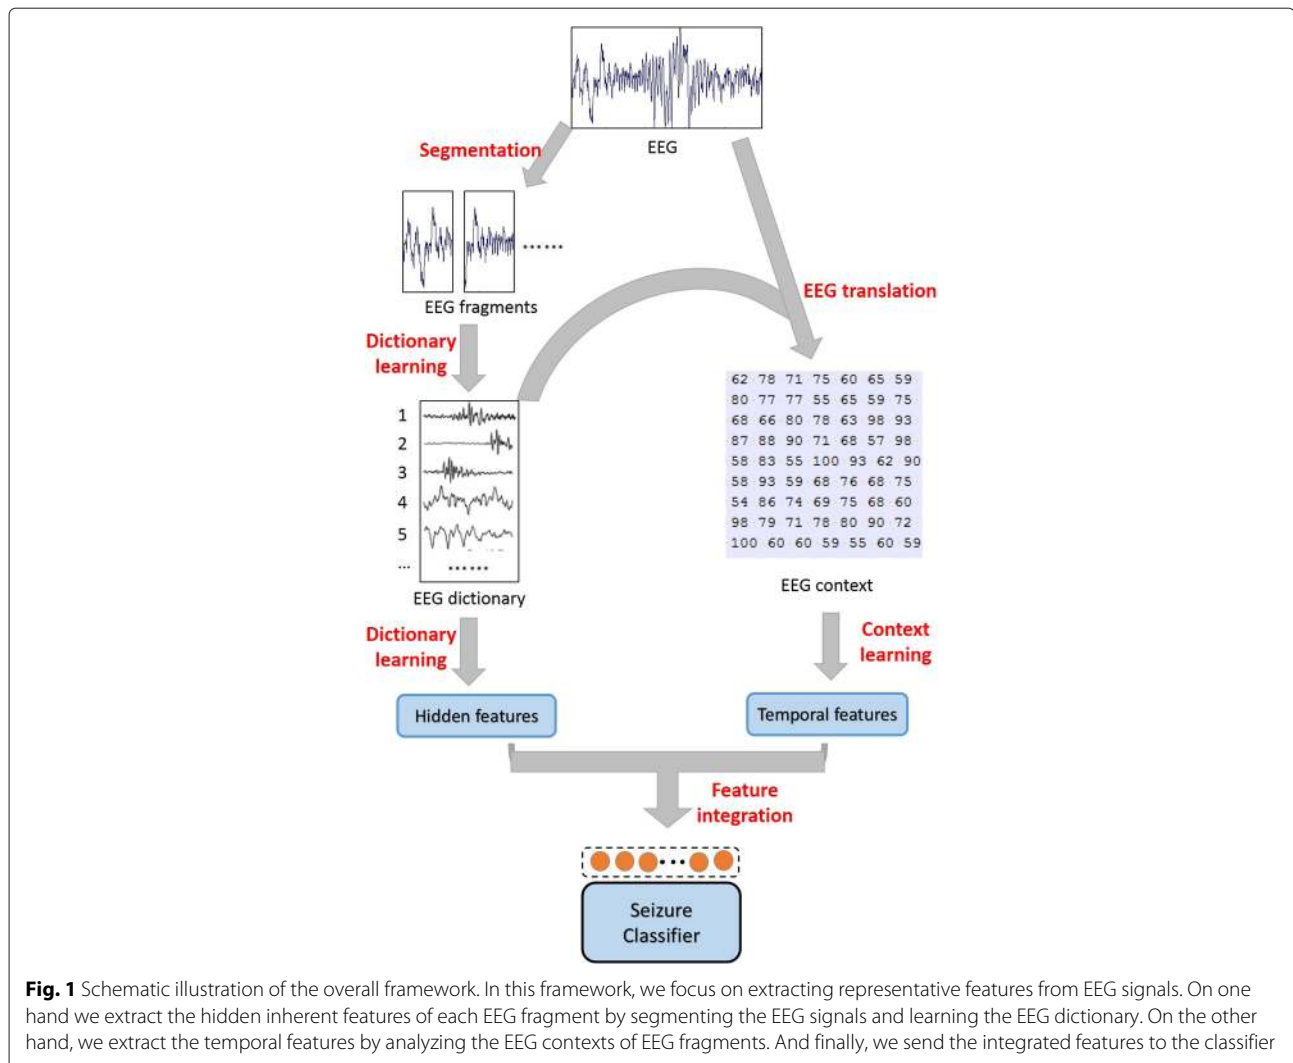 EEG
Segmentation
......
EEG fragments
EEG translation
Dictionary
learning
62 78 71 75 60 65 59
80 77 77 55 65 59 75
68 66 80 78 63 98 93
87 88 90 71 68 57 98
58 83 55 100 93 62 90
58 93 59 68 76 68 75
54 86 74 69 75 68 60
98 79 71 78 80 90 72
100 60 60 59 55 60 59
1
2
3
4
5
... ......
EEG dictionary
EEG context
Dictionary
learning
Context
learning
Hidden features
Temporal features
Feature
integration
...
Seizure
Classifier
Fig. 1 Schematic illustration of the overall framework. In this framework, we focus on extracting representative features from EEG signals. On one
hand we extract the hidden inherent features of each EEG fragment by segmenting the EEG signals and learning the EEG dictionary. On the other
hand, we extract the temporal features by analyzing the EEG contexts of EEG fragments. And finally, we send the integrated features to the classifier